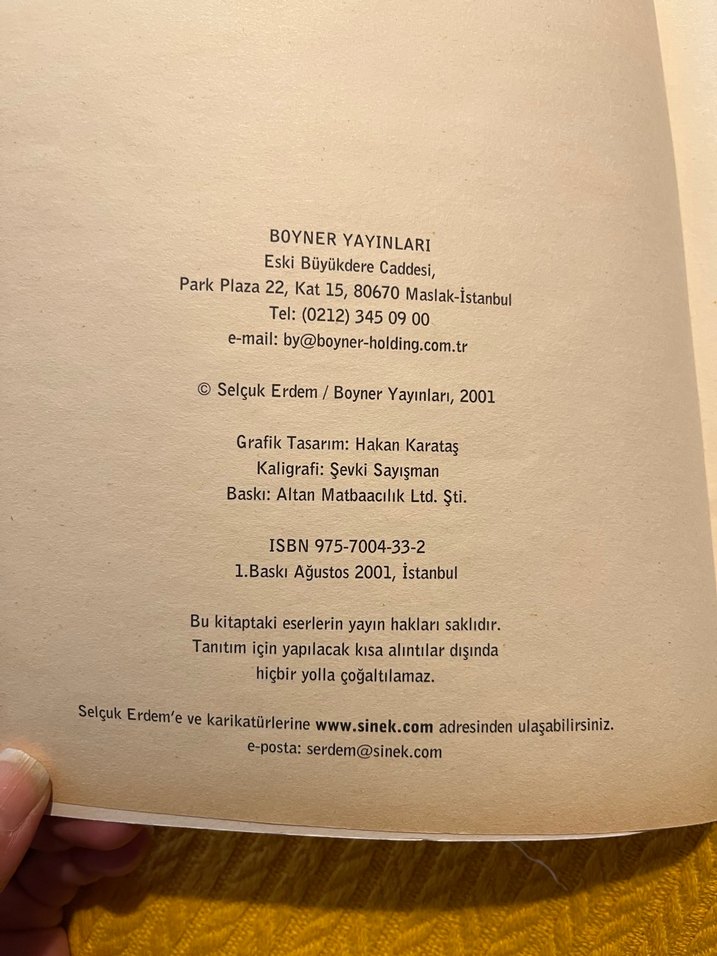 BOYNER YAYINLARI
Eski Büyükdere Caddesi,
Park Plaza 22, Kat 15, 80670 Maslak-İstanbul
Tel: (0212) 345 09 00
e-mail: by@boyner-holding.com.tr
© Selçuk Erdem / Boyner Yayınları, 2001
Grafik Tasarım: Hakan Karataş
Kaligrafi: Şevki Sayışman
Baskı: Altan Matbaacılık Ltd. Şti.
ISBN 975-7004-33-2
1.Baskı Ağustos 2001, İstanbul
Bu kitaptaki eserlerin yayın hakları saklıdır.
Tanıtım için yapılacak kısa alıntılar dışında
hiçbir yolla çoğaltılamaz.
Selçuk Erdem'e ve karikatürlerine www.sinek.com adresinden ulaşabilirsiniz.
e-posta: serdem@sinek.com